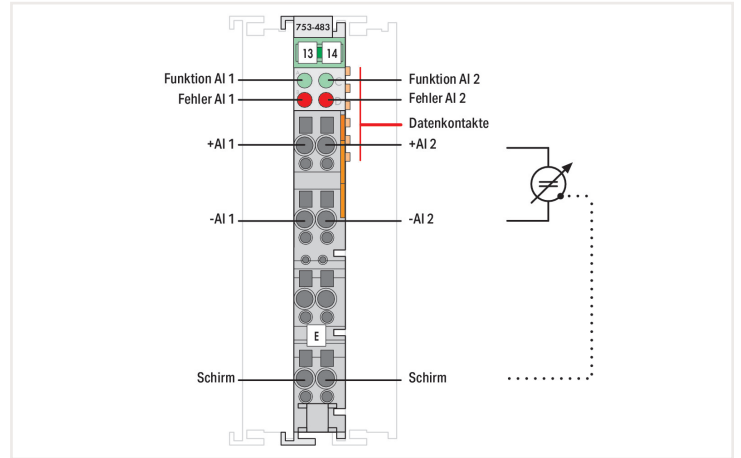 753-483
13 14
Funktion AI 1
Funktion AI 2
Fehler AI 1
Fehler AI 2
Datenkontakte
+AI 1
+AI 2
-AI 1
-AI 2
E
Schirm
Schirm